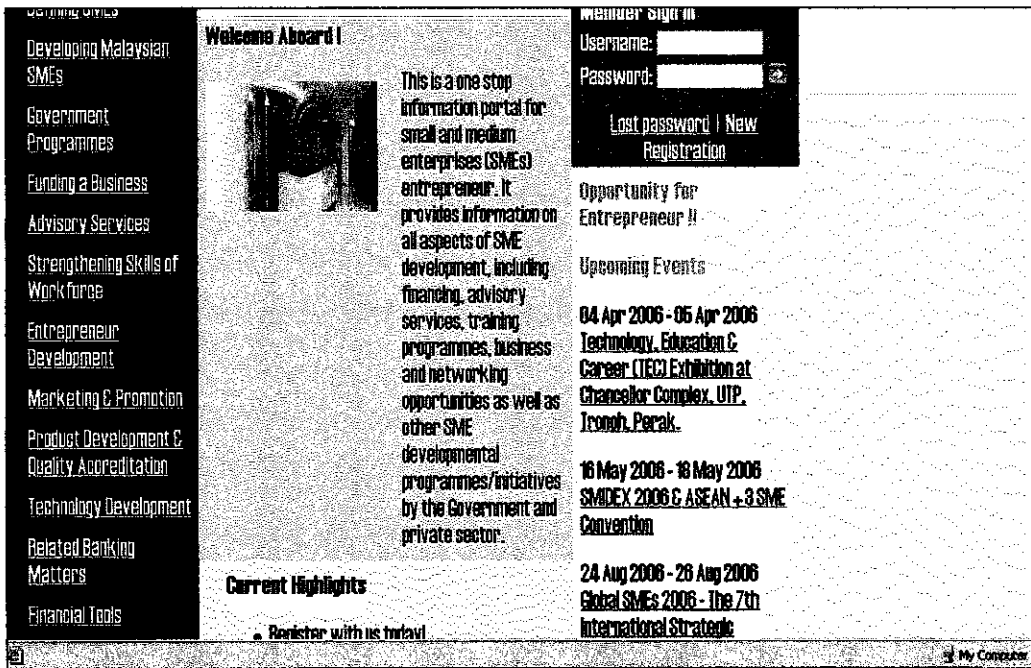 Defining SMEs
Developing Malaysian
SMEs
Government
Programmes
Funding a Business
Advisory Services
Strengthening Skills of
Workforce
Entrepreneur
Development
Marketing & Promotion
Product Development &
Quality Accreditation
Technology Development
Related Banking
Matters
Financial Tools
Welcome Aboard !
This is a one stop
information portal for
small and medium
enterprises (SMEs)
entrepreneur. It
provides information on
all aspects of SME
development, including
financing, advisory
services, training
programmes, business
and networking
opportunities as well as
other SME
developmental
programmes/initiatives
by the Government and
private sector.
Current Highlights
• Register with us today!
Member Sign In
Username:
Password:
Lost password | New
Registration
Opportunity for
Entrepreneur !!
Upcoming Events
04 Apr 2006 - 05 Apr 2006
Technology, Education &
Career (TEC) Exhibition at
Chancellor Complex, UTP,
Tronoh, Perak.
16 May 2006 - 18 May 2006
SMIDEX 2006 & ASEAN +3 SME
Convention
24 Aug 2006 - 26 Aug 2006
Global SMEs 2006 - The 7th
International Strategic
My Computer